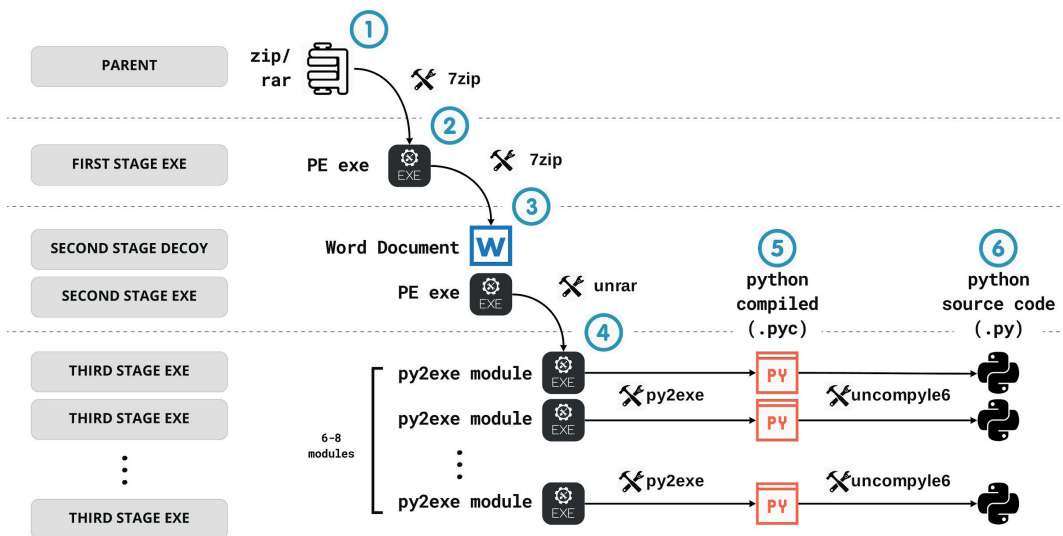 1
PARENT
zip/
rar
7zip
2
FIRST STAGE EXE
PE exe
EXE
7zip
3
SECOND STAGE DECOY
Word Document
W
5
6
SECOND STAGE EXE
PE exe
EXE
unrar
python
compiled
(.pyc)
python
source code
(.py)
4
THIRD STAGE EXE
py2exe module
EXE
PY
py2exe
uncompyle6
THIRD STAGE EXE
py2exe module
EXE
PY
6-8
modules
THIRD STAGE EXE
py2exe module
EXE
py2exe
PY
uncompyle6